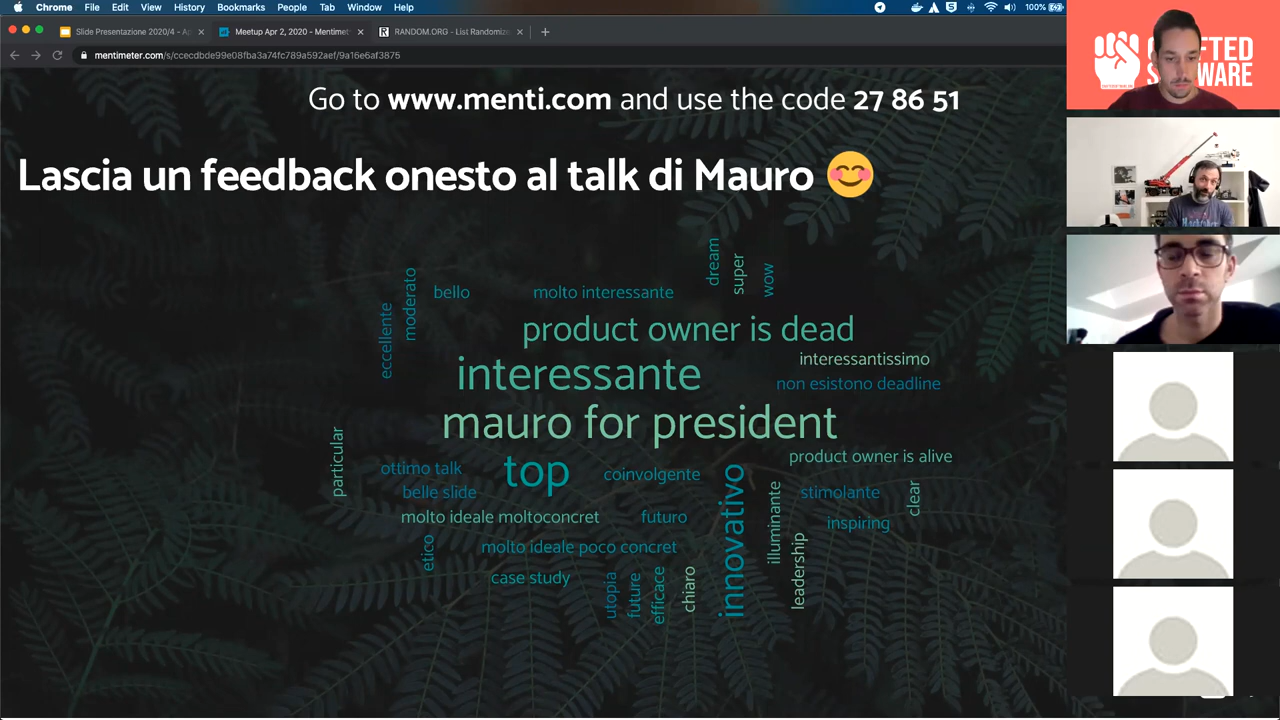 Chrome File Edit View History Bookmarks People Tab Window Help 100%
Slide Presentazione 2020/4 - Ap
Meetup Apr 2, 2020 - Mentimet
RANDOM.ORG - List Randomize
mentimeter.com/s/ccecdbde99e08fba3a74fc789a592aef/9a16e6af3875
Go to www.menti.com and use the code 27 86 51
Lascia un feedback onesto al talk di Mauro 😊
dream
super
wow
moderato
eccellente
bello
molto interessante
product owner is dead
interessantissimo
interessante
non esistono deadline
mauro for president
particular
product owner is alive
ottimo talk
top
coinvolgente
innovativo
belle slide
stimolante
clear
illuminante
molto ideale moltoconcret
futuro
inspiring
leadership
etico
molto ideale poco concret
case study
utopia
future
efficace
chiaro